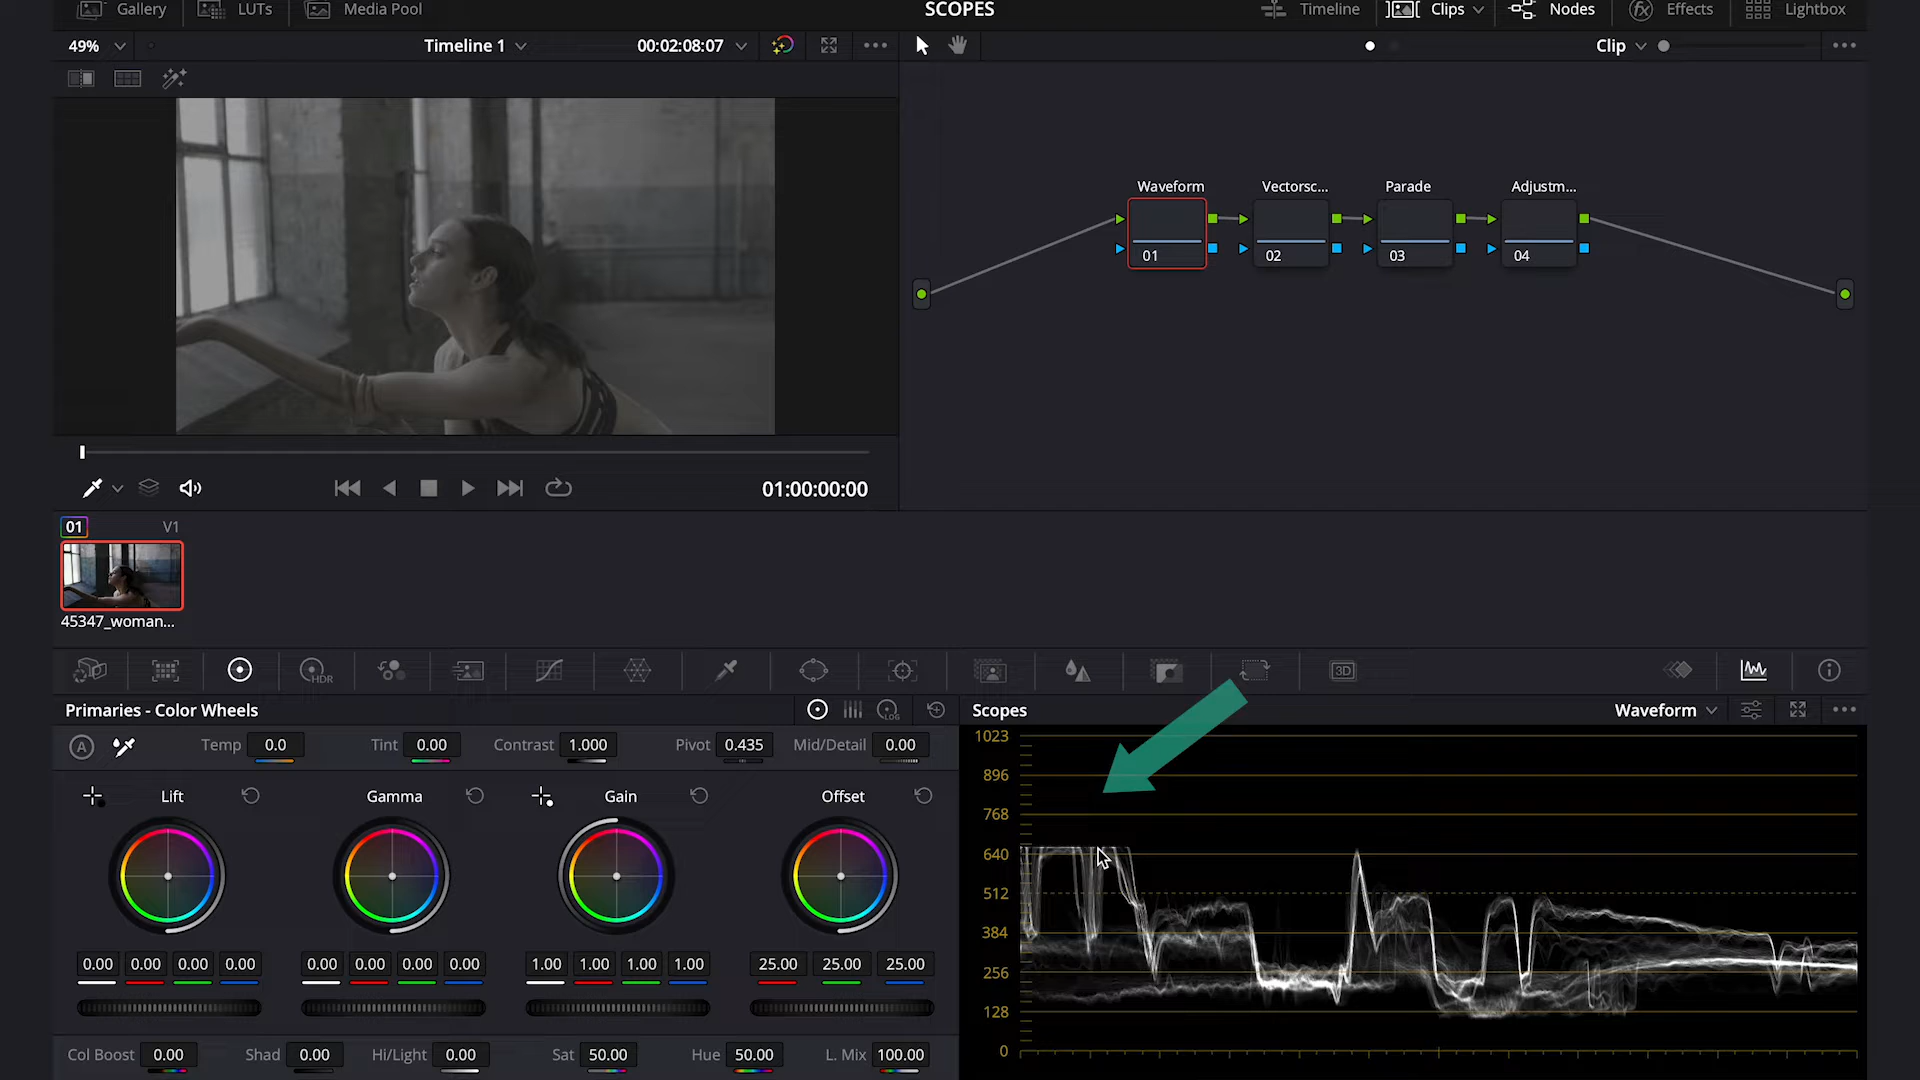 Gallery LUTs Media Pool SCOPES Timeline Clips Nodes Effects Lightbox
49% Timeline 1 00:02:08:07 Clip
Waveform Vectorsc... Parade Adjustm...
01 02 03 04
01:00:00:00
01 V1
45347_woman...
HDR 3D
Primaries - Color Wheels LOG Scopes Waveform
A Temp 0.0 Tint 0.00 Contrast 1.000 Pivot 0.435 Mid/Detail 0.00
Lift Gamma Gain Offset
0.00 0.00 0.00 0.00 0.00 0.00 0.00 0.00 1.00 1.00 1.00 1.00 25.00 25.00 25.00
Col Boost 0.00 Shad 0.00 Hi/Light 0.00 Sat 50.00 Hue 50.00 L. Mix 100.00
1023
896
768
640
512
384
256
128
0